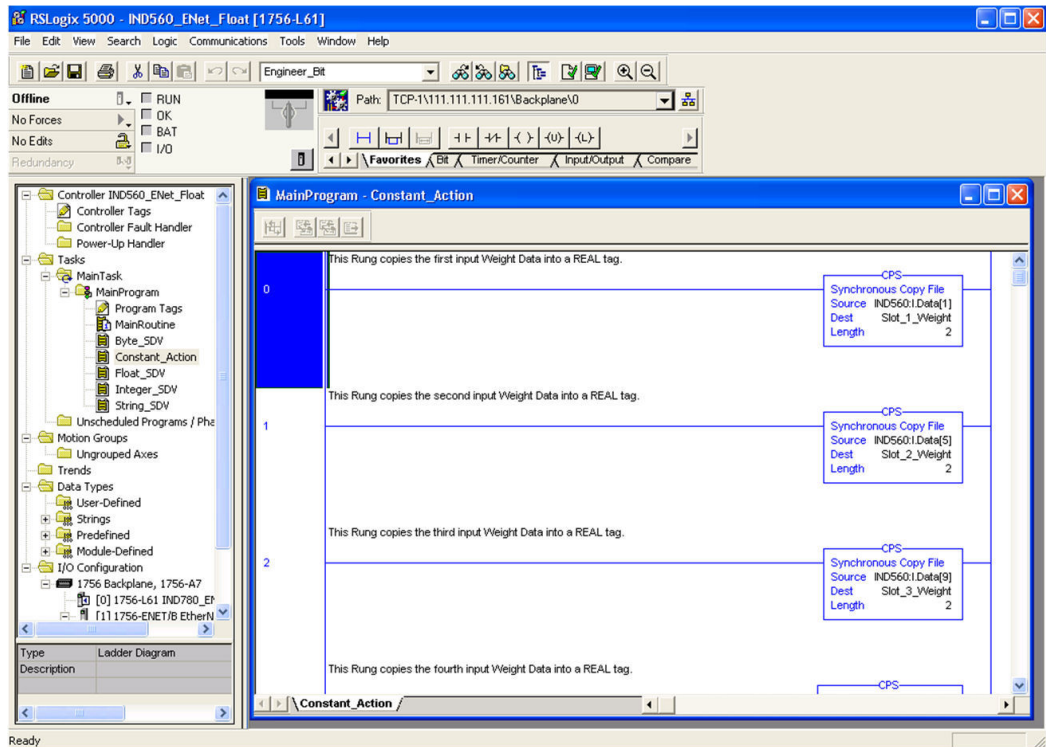 RSLogix 5000 - IND560_ENet_Float [1756-L61]
File Edit View Search Logic Communications Tools Window Help
Engineer_Bit
Offline
RUN
No Forces
OK
BAT
No Edits
I/O
Redundancy
Path: TCP-1\111.111.111.161\Backplane\0
(U) (L)
Favorites Bit Timer/Counter Input/Output Compare
Controller IND560_ENet_Float
Controller Tags
Controller Fault Handler
Power-Up Handler
Tasks
MainTask
MainProgram
Program Tags
MainRoutine
Byte_SDV
Constant_Action
Float_SDV
Integer_SDV
String_SDV
Unscheduled Programs / Pha
Motion Groups
Ungrouped Axes
Trends
Data Types
User-Defined
Strings
Predefined
Module-Defined
I/O Configuration
1756 Backplane, 1756-A7
[0] 1756-L61 IND780_EN
[1] 1756-ENET/B EtherN
Type Ladder Diagram
Description
MainProgram - Constant_Action
This Rung copies the first input Weight Data into a REAL tag.
0
CPS
Synchronous Copy File
Source IND560:I.Data[1]
Dest Slot_1_Weight
Length 2
This Rung copies the second input Weight Data into a REAL tag.
1
CPS
Synchronous Copy File
Source IND560:I.Data[5]
Dest Slot_2_Weight
Length 2
This Rung copies the third input Weight Data into a REAL tag.
2
CPS
Synchronous Copy File
Source IND560:I.Data[9]
Dest Slot_3_Weight
Length 2
This Rung copies the fourth input Weight Data into a REAL tag.
CPS
Constant_Action
Ready